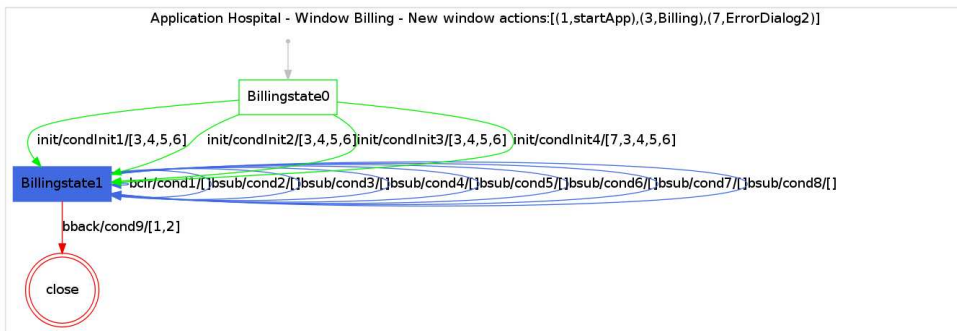 Application Hospital - Window Billing - New window actions:[(1,startApp),(3,Billing),(7,ErrorDialog2)]
Billingstate0
init/condInit1/[3,4,5,6]
init/condInit2/[3,4,5,6]
init/condInit3/[3,4,5,6]
init/condInit4/[7,3,4,5,6]
Billingstate1
bclr/cond1/[]
bsub/cond2/[]
bsub/cond3/[]
bsub/cond4/[]
bsub/cond5/[]
bsub/cond6/[]
bsub/cond7/[]
bsub/cond8/[]
bback/cond9/[1,2]
close